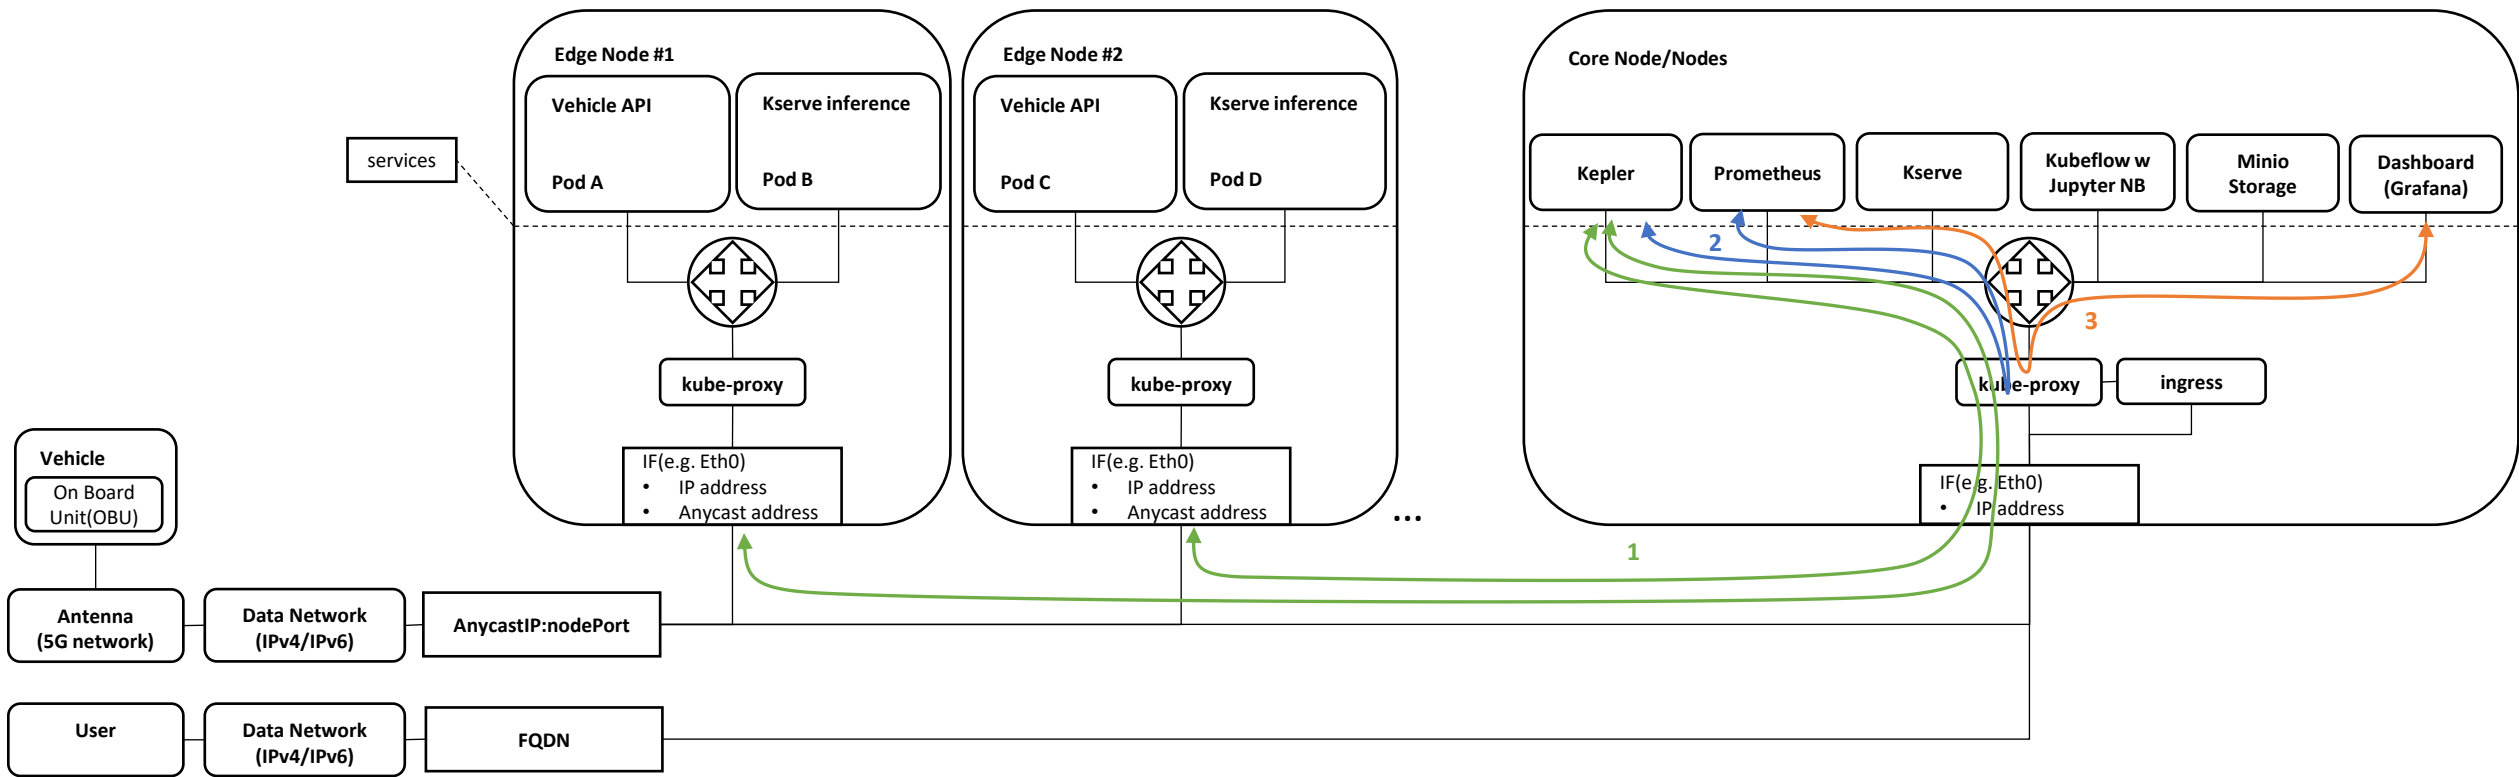 Edge Node #1
Vehicle API
Pod A
Kserve inference
Pod B
kube-proxy
IF(e.g. Eth0)
• IP address
• Anycast address
Edge Node #2
Vehicle API
Pod C
Kserve inference
Pod D
kube-proxy
IF(e.g. Eth0)
• IP address
• Anycast address
...
Core Node/Nodes
Kepler
Prometheus
Kserve
Kubeflow w
Jupyter NB
Minio
Storage
Dashboard
(Grafana)
2
3
kube-proxy
ingress
IF(e.g. Eth0)
• IP address
1
services
Vehicle
On Board
Unit(OBU)
Antenna
(5G network)
Data Network
(IPv4/IPv6)
AnycastIP:nodePort
User
Data Network
(IPv4/IPv6)
FQDN